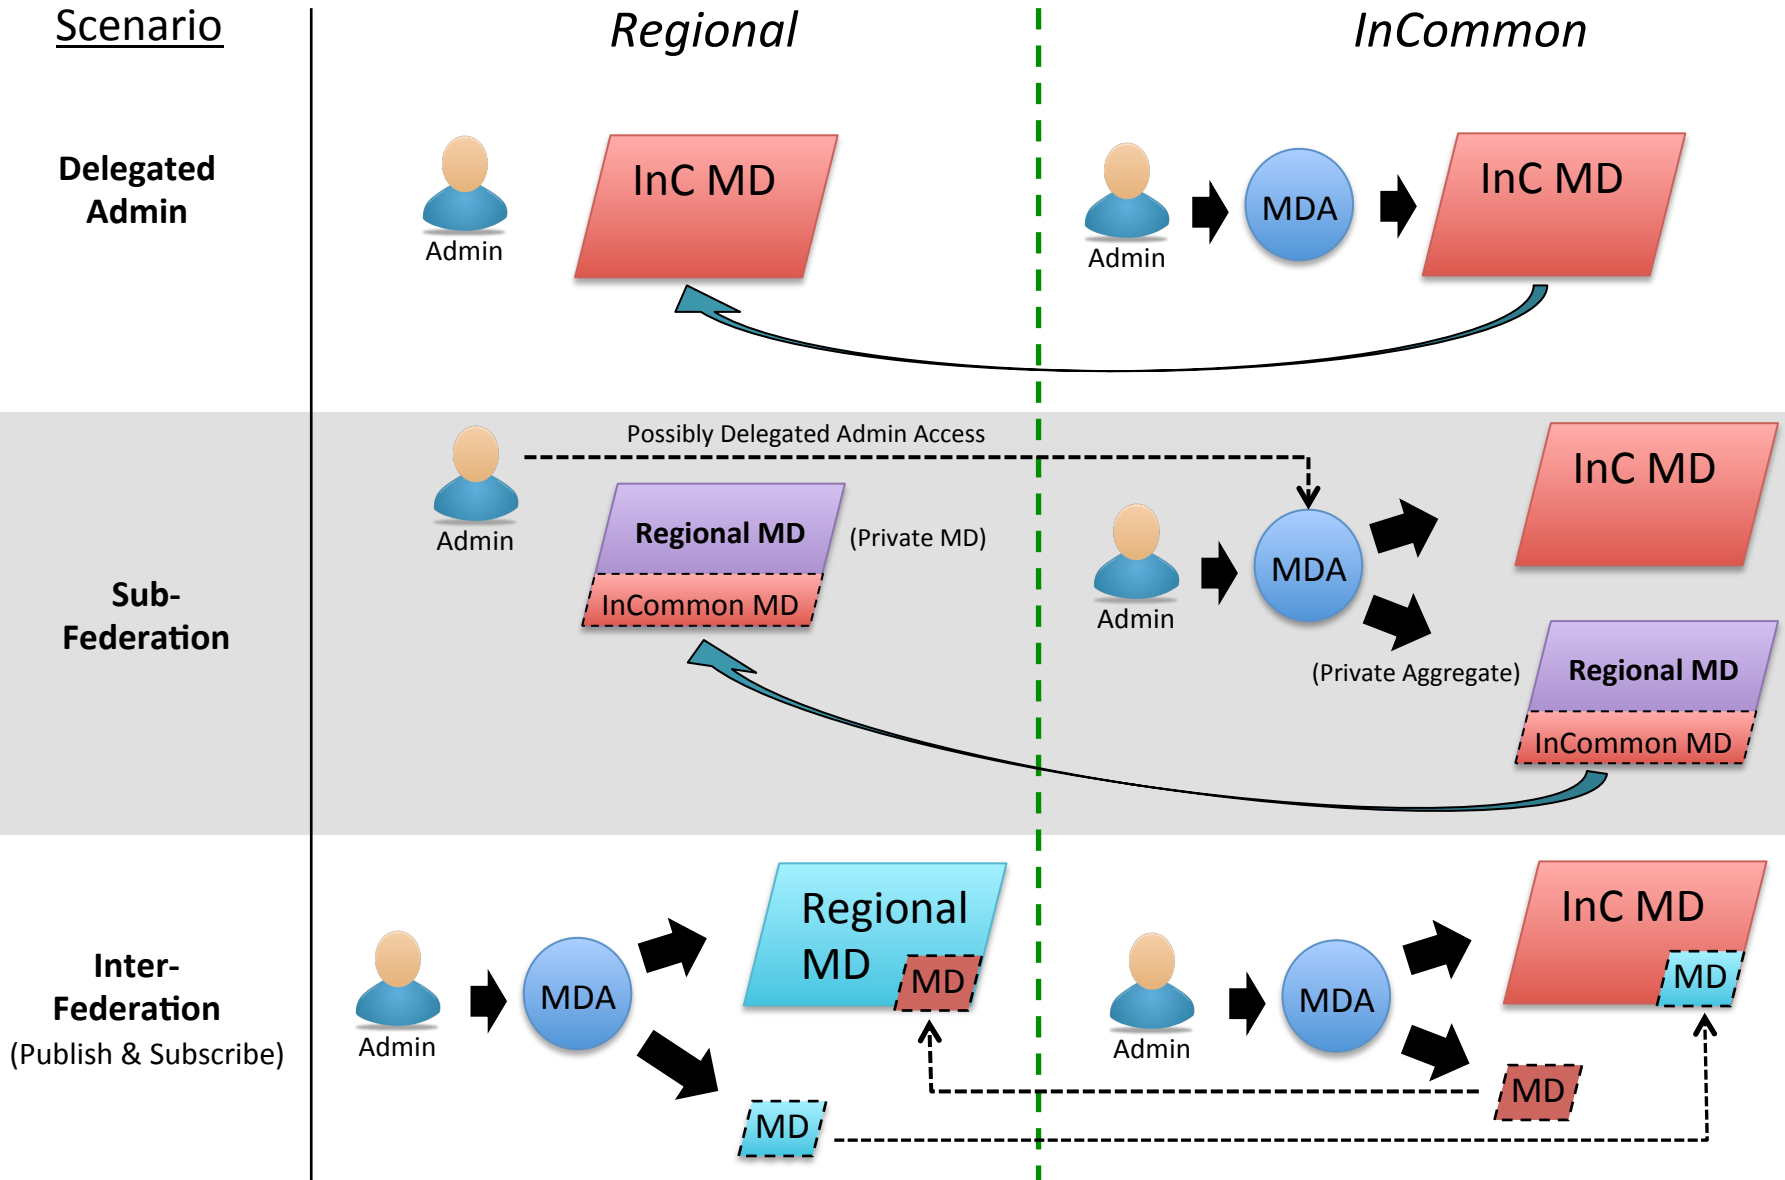 Scenario
Regional
InCommon
Delegated
Admin
Admin
InC MD
Admin
MDA
InC MD
Sub-
Federation
Possibly Delegated Admin Access
Admin
Regional MD
(Private MD)
InCommon MD
Admin
MDA
InC MD
(Private Aggregate)
Regional MD
InCommon MD
Inter-
Federation
(Publish & Subscribe)
Admin
MDA
Regional
MD
MD
MD
Admin
MDA
InC MD
MD
MD